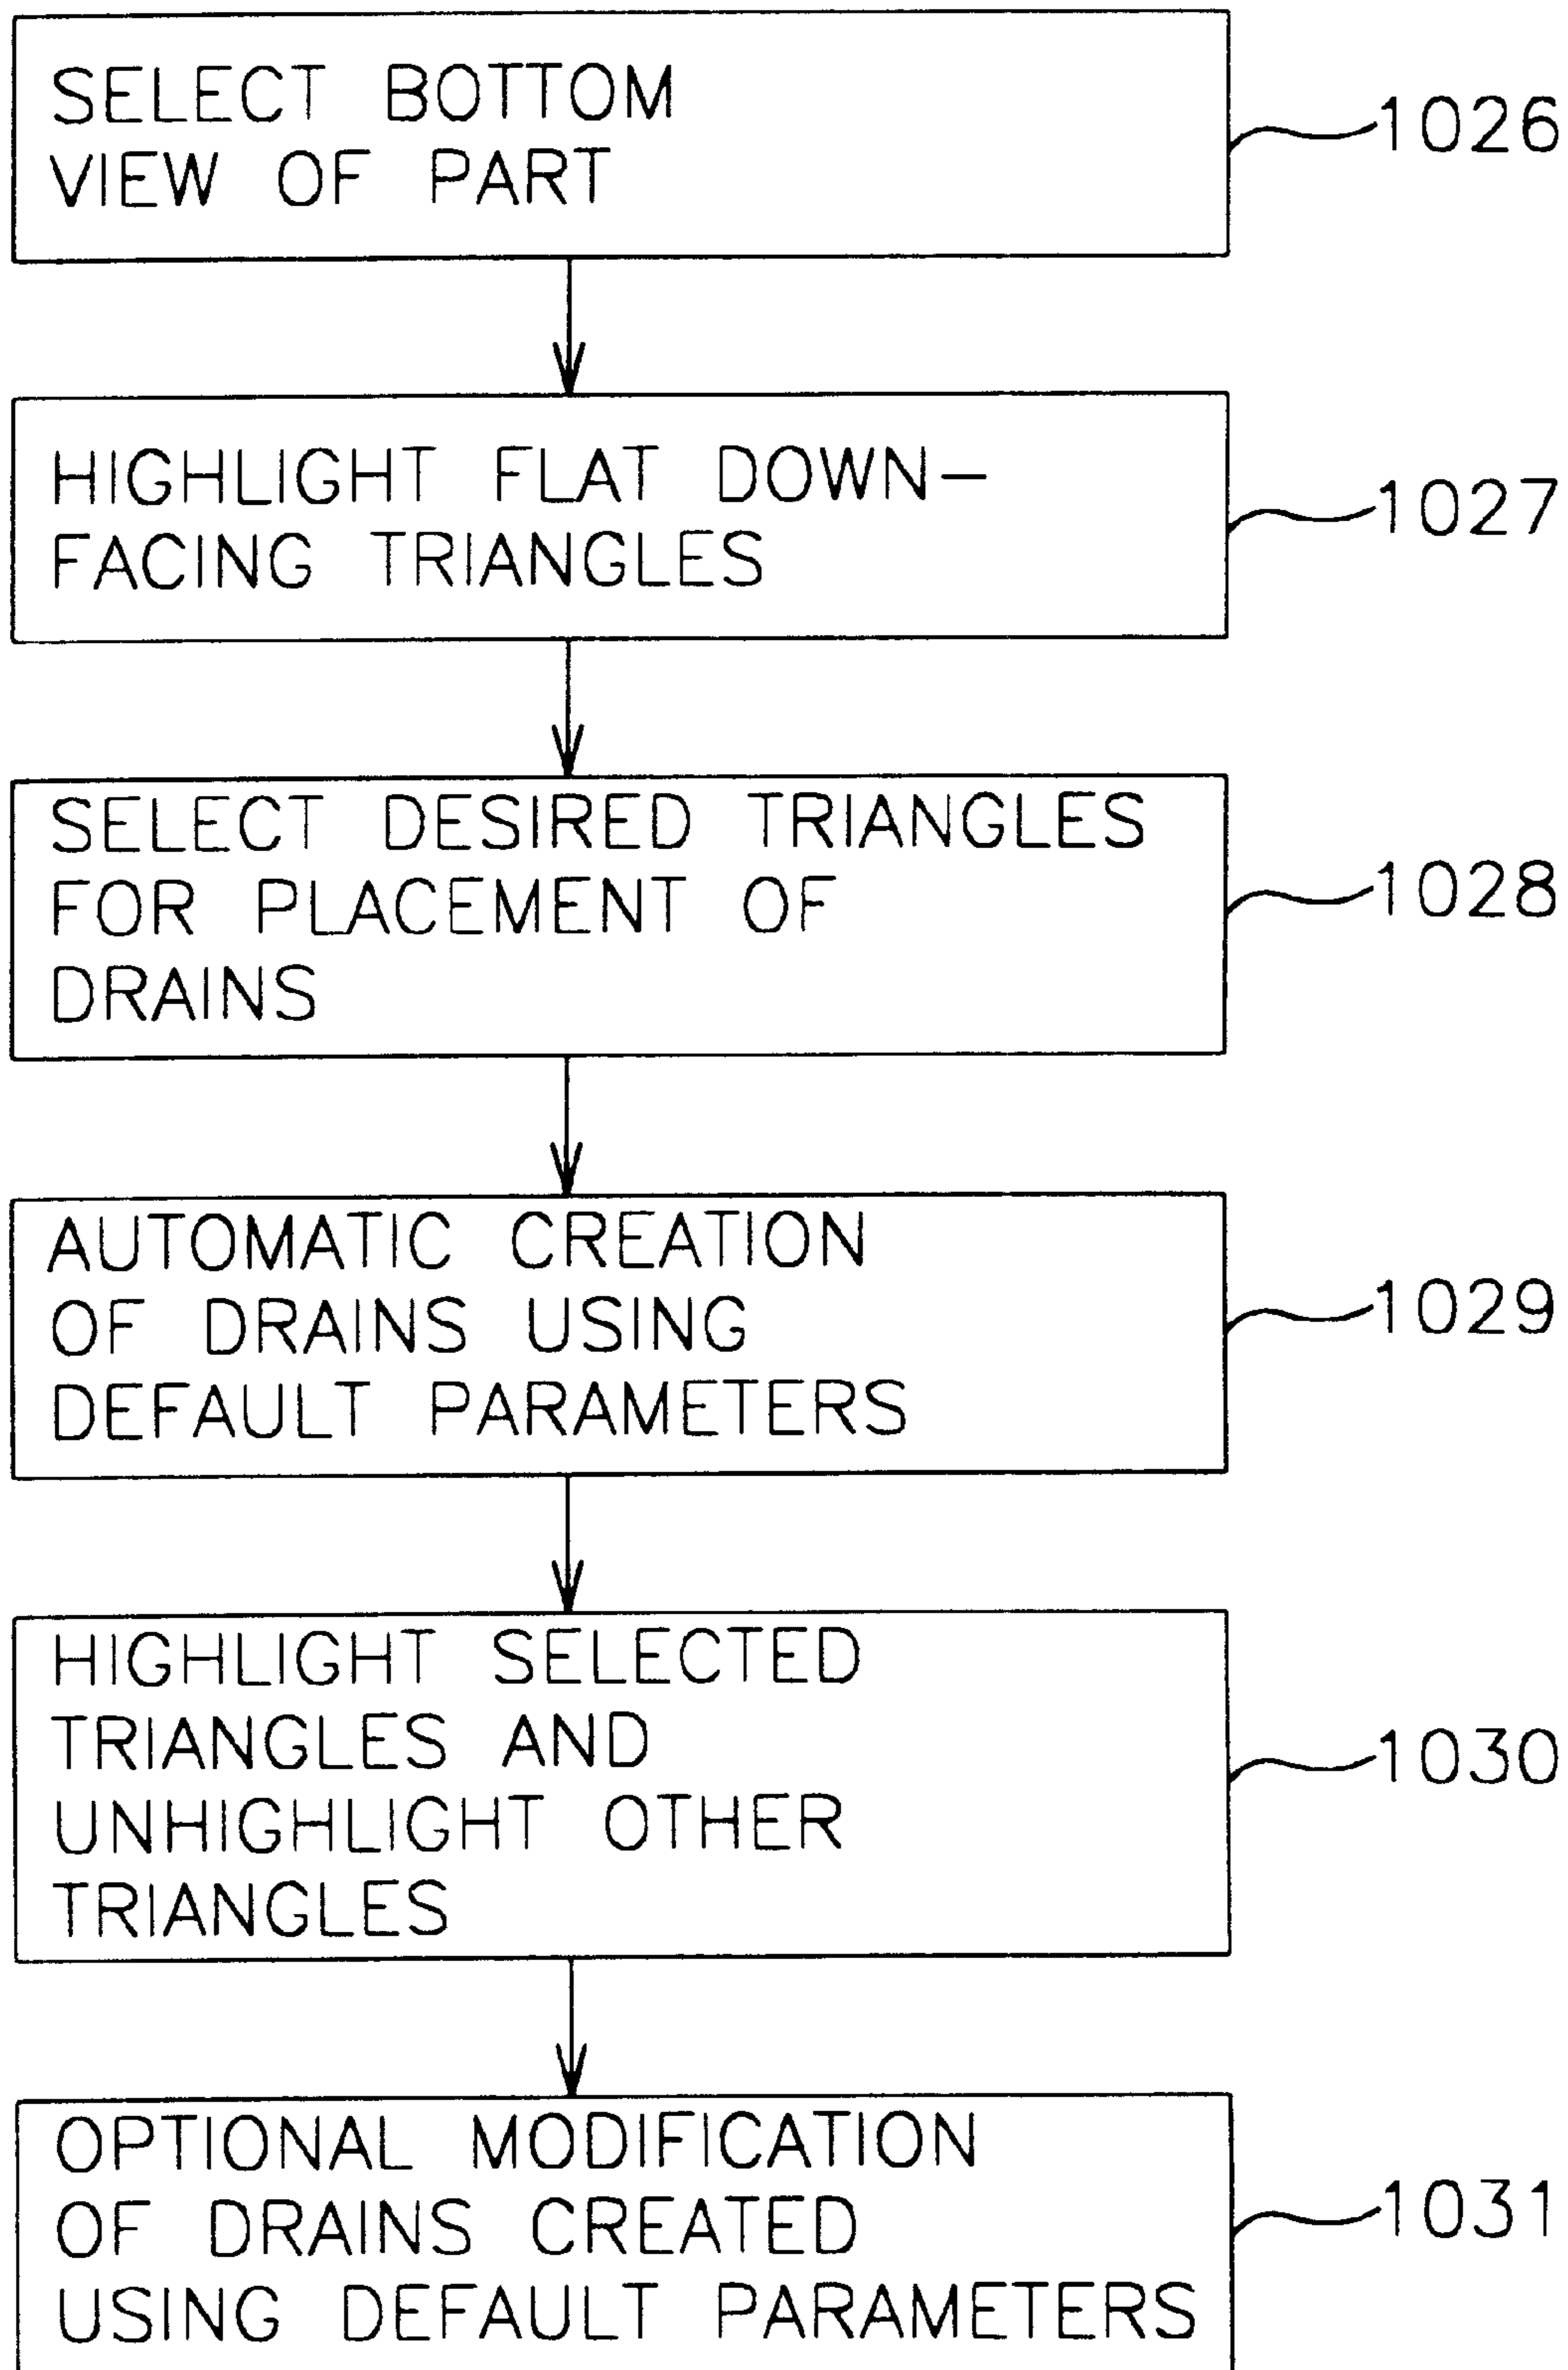 SELECT BOTTOM
VIEW OF PART
1026
HIGHLIGHT FLAT DOWN-
FACING TRIANGLES
1027
SELECT DESIRED TRIANGLES
FOR PLACEMENT OF
DRAINS
1028
AUTOMATIC CREATION
OF DRAINS USING
DEFAULT PARAMETERS
1029
HIGHLIGHT SELECTED
TRIANGLES AND
UNHIGHLIGHT OTHER
TRIANGLES
1030
OPTIONAL MODIFICATION
OF DRAINS CREATED
USING DEFAULT PARAMETERS
1031